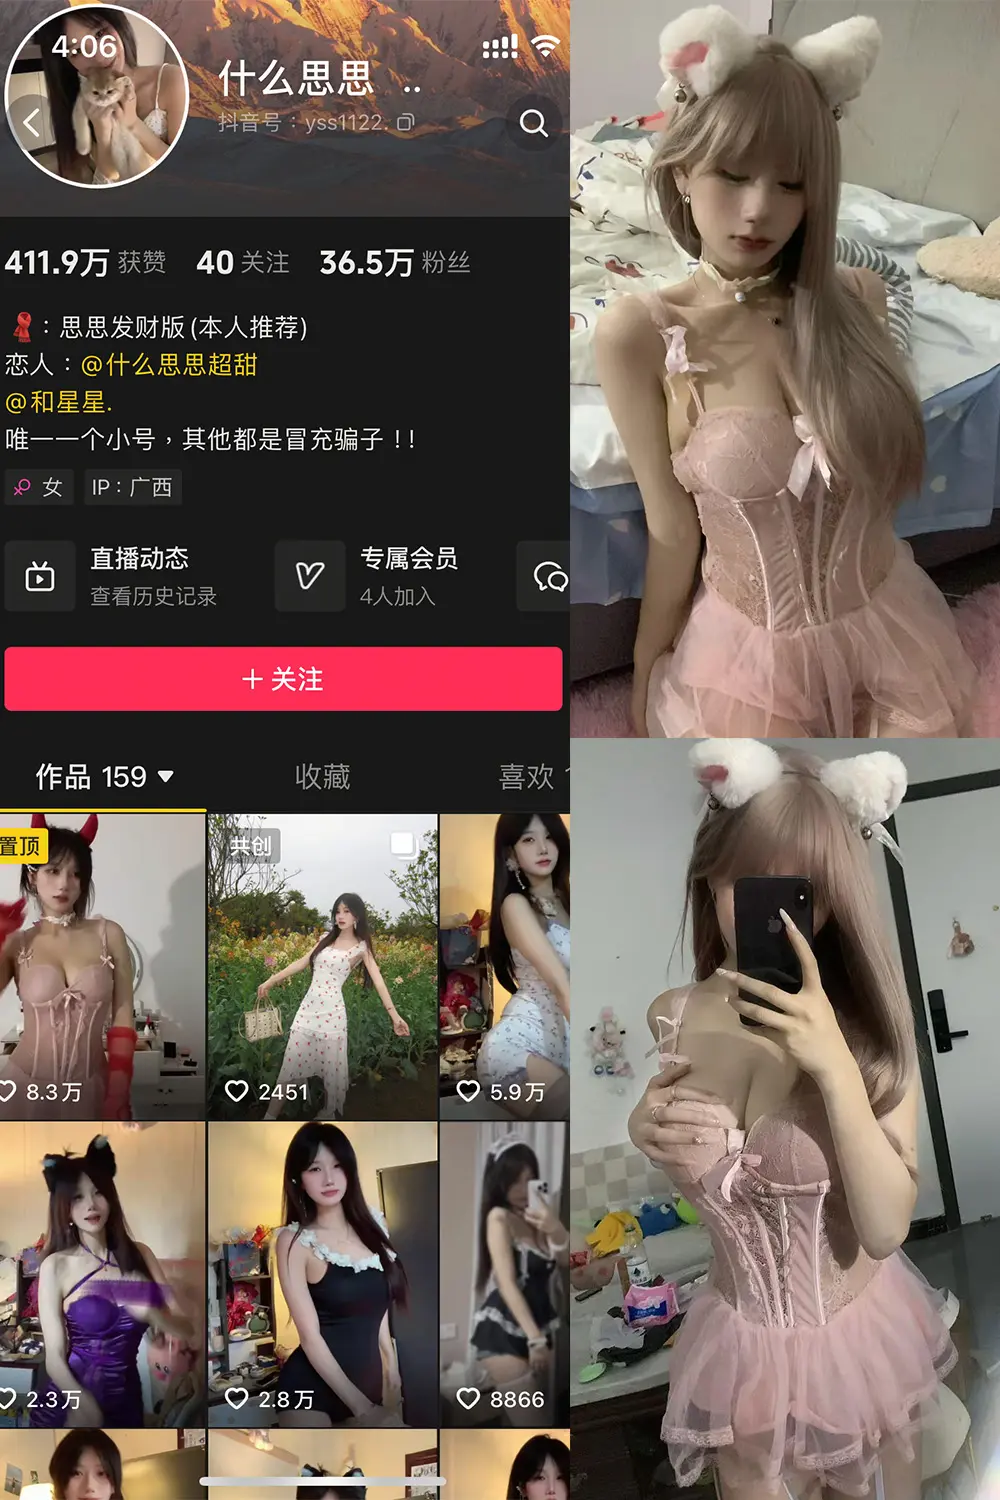 4:06
什么思思 ..
抖音号：yss1122.
411.9万 获赞 40 关注 36.5万 粉丝
：思思发财版(本人推荐)
恋人：@什么思思超甜
@和星星.
唯一一个小号，其他都是冒充骗子！！
女 IP：广西
直播动态
查看历史记录
专属会员
4人加入
+ 关注
作品 159 收藏 喜欢
置顶
共创
8.3万
2451
5.9万
2.3万
2.8万
8866